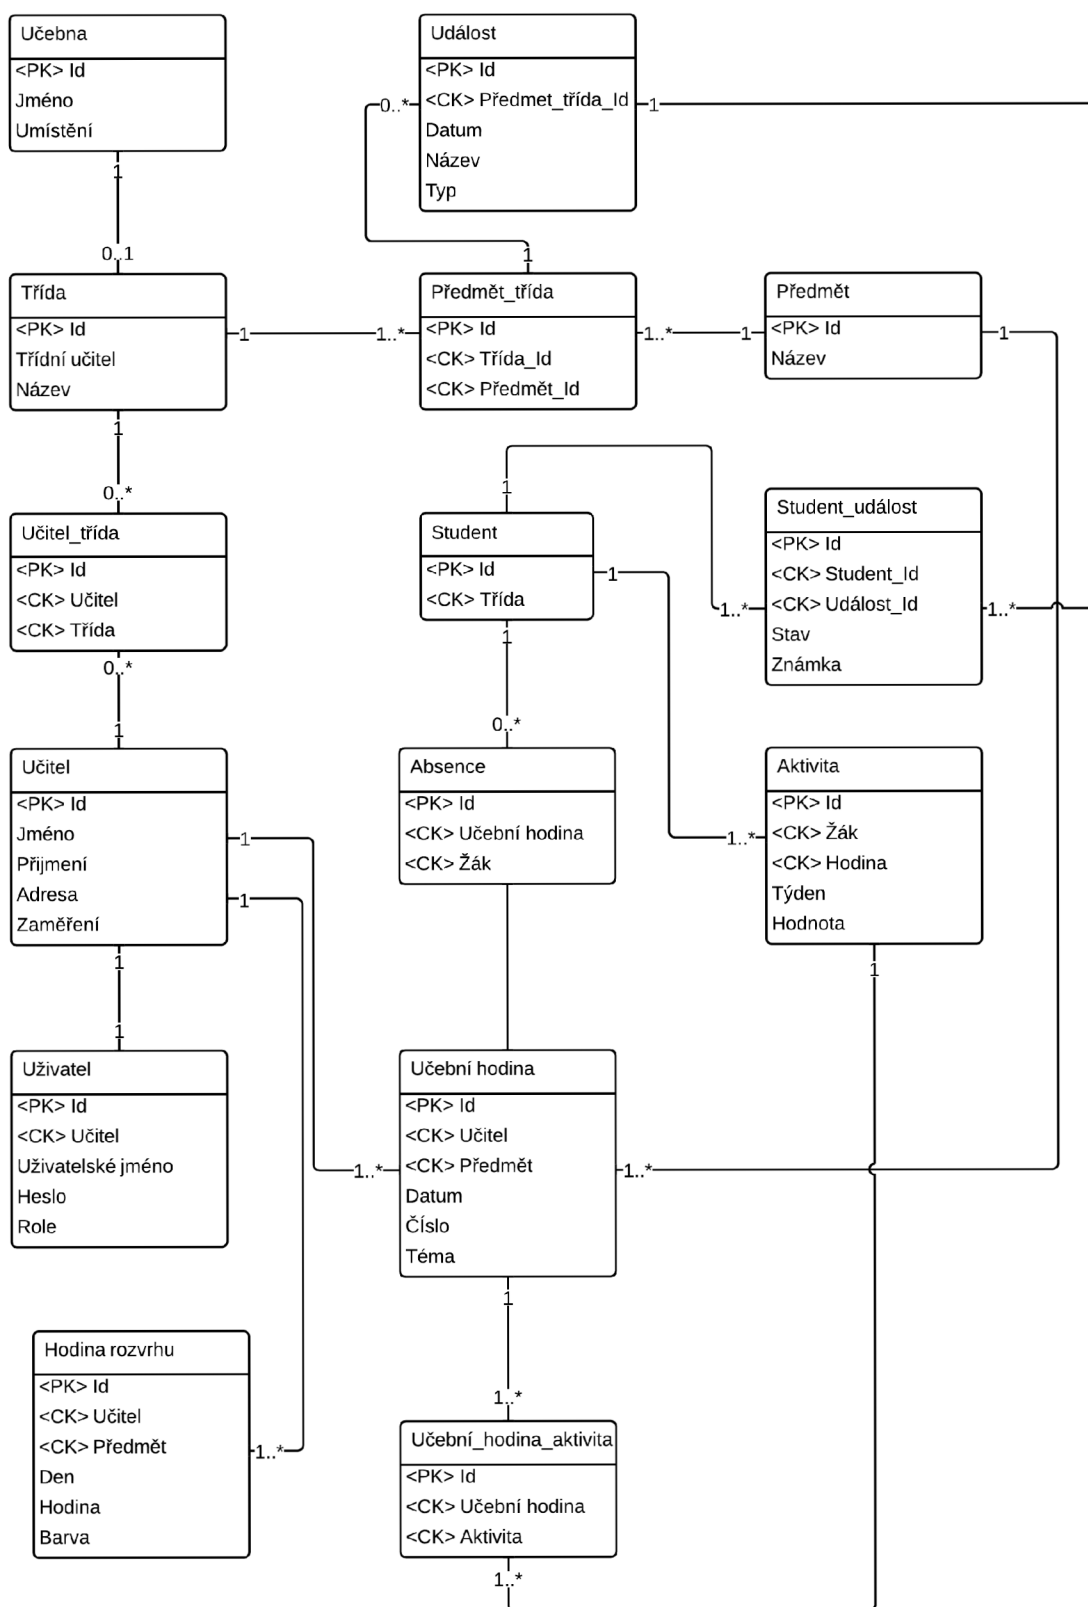 Učebna
<PK> Id
Jméno
Umístění
1
0..1
Událost
<PK> Id
<CK> Předmet_třída_Id
Datum
Název
Typ
0..*
1
1
Třída
<PK> Id
Třídní učitel
Název
1
1..*
Předmět_třída
<PK> Id
<CK> Třída_Id
<CK> Předmět_Id
1..*
1
Předmět
<PK> Id
Název
1
1
0..*
Učitel_třída
<PK> Id
<CK> Učitel
<CK> Třída
0..*
1
1
Student
<PK> Id
<CK> Třída
1
1
0..*
Student_událost
<PK> Id
<CK> Student_Id
<CK> Událost_Id
Stav
Známka
1..*
1..*
Učitel
<PK> Id
Jméno
Přijmení
Adresa
Zaměření
1
1
1
1
Absence
<PK> Id
<CK> Učební hodina
<CK> Žák
Aktivita
<PK> Id
<CK> Žák
<CK> Hodina
Týden
Hodnota
1..*
1
Uživatel
<PK> Id
<CK> Učitel
Uživatelské jméno
Heslo
Role
Učební hodina
<PK> Id
<CK> Učitel
<CK> Předmět
Datum
Číslo
Téma
1..*
1..*
1
1..*
Hodina rozvrhu
<PK> Id
<CK> Učitel
<CK> Předmět
Den
Hodina
Barva
1..*
Učební_hodina_aktivita
<PK> Id
<CK> Učební hodina
<CK> Aktivita
1..*